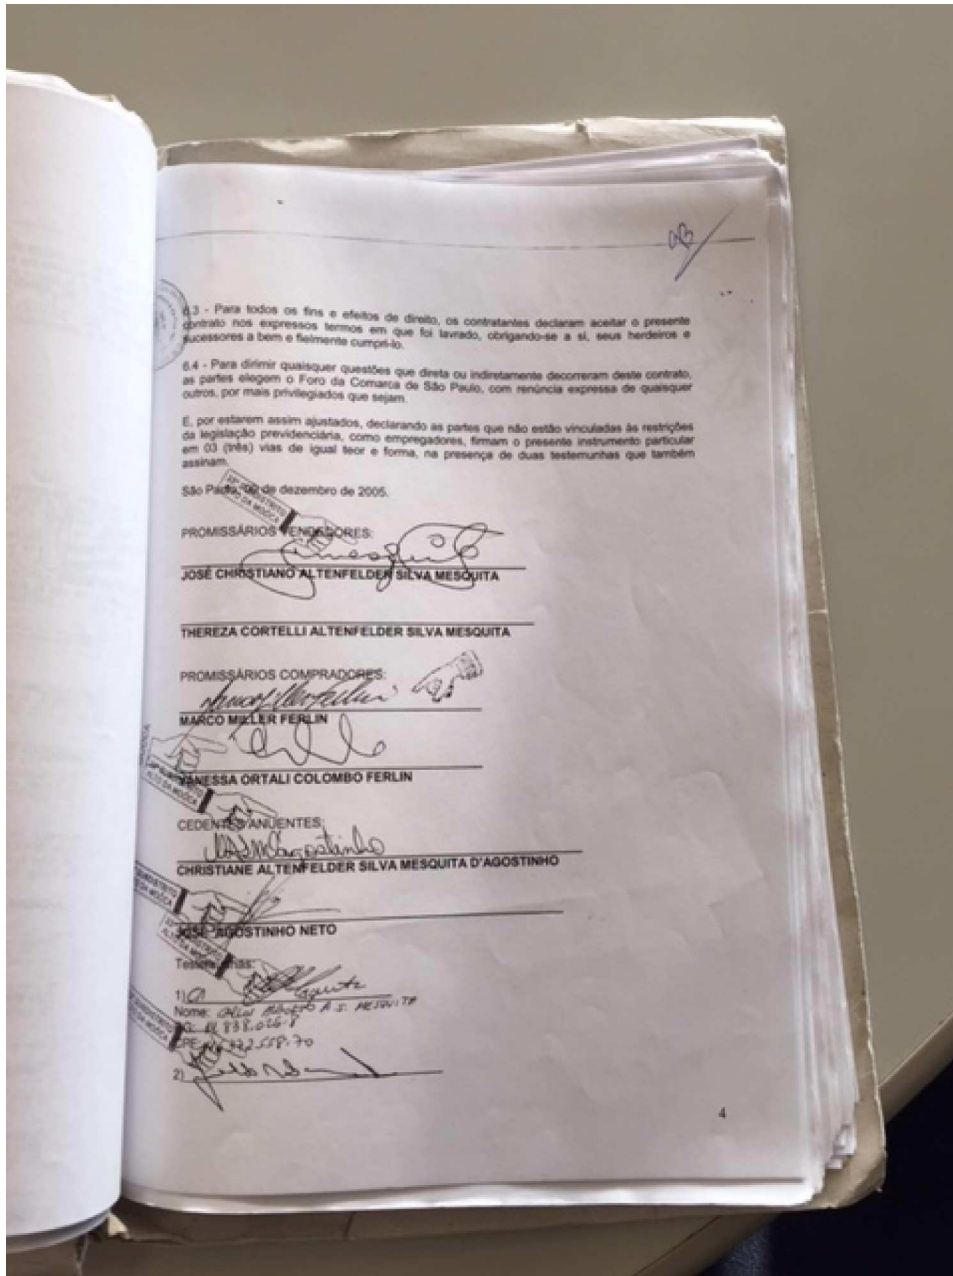 6.3 - Para todos os fins e efeitos de direito, os contratantes declaram aceitar o presente
contrato nos expressos termos em que foi lavrado, obrigando-se a si, seus herdeiros e
sucessores a bem e fielmente cumpri-lo.
6.4 - Para dirimir quaisquer questões que direta ou indiretamente decorreram deste contrato,
as partes elegem o Foro da Comarca de São Paulo, com renúncia expressa de quaisquer
outros, por mais privilegiados que sejam.
E, por estarem assim ajustados, declarando as partes que não estão vinculadas às restrições
da legislação previdenciária, como empregadores, firmam o presente instrumento particular
em 03 (três) vias de igual teor e forma, na presença de duas testemunhas que também
assinam.
São Paulo, de dezembro de 2005.
PROMISSÁRIOS VENDEDORES:
JOSÉ CHRISTIANO ALTENFELDER SILVA MESQUITA
THEREZA CORTELLI ALTENFELDER SILVA MESQUITA
PROMISSÁRIOS COMPRADORES:
MARCO MILLER FERLIN
VANESSA ORTALI COLOMBO FERLIN
CEDENTES ANUENTES:
CHRISTIANE ALTENFELDER SILVA MESQUITA D'AGOSTINHO
JOSÉ AGOSTINHO NETO
Testemunhas:
1)
Nome: A. S. MESQUITA
2)
4